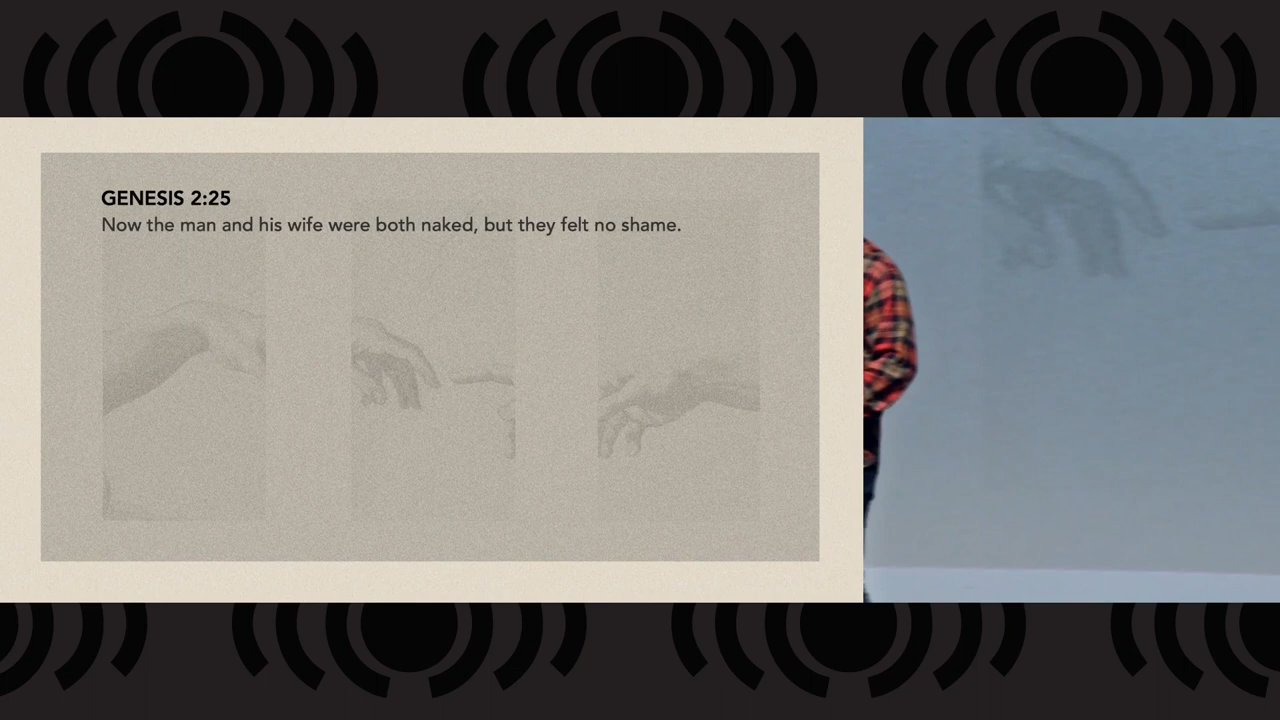 GENESIS 2:25
Now the man and his wife were both naked, but they felt no shame.